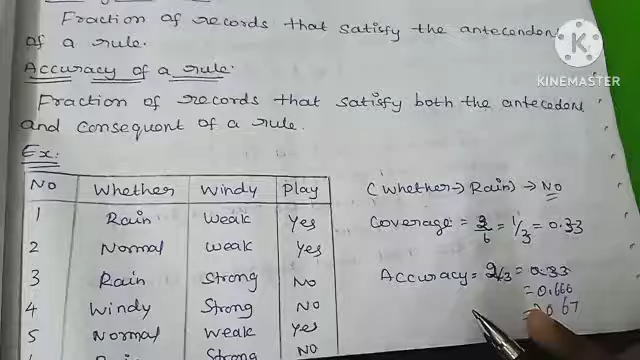 Fraction of records that satisfy the antecedent
of a rule.
Accuracy of a rule:
Fraction of records that satisfy both the antecedent
and consequent of a rule.
Ex:
No Whether Windy Play
1 Rain Weak Yes
2 Normal Weak Yes
3 Rain Strong No
4 Windy Strong No
5 Normal Weak Yes
Strong No
(Whether → Rain) → No
Coverage = 2/6 = 1/3 = 0.33
Accuracy = 2/3 = 0.33
= 0.666
67
K
KINEMASTER